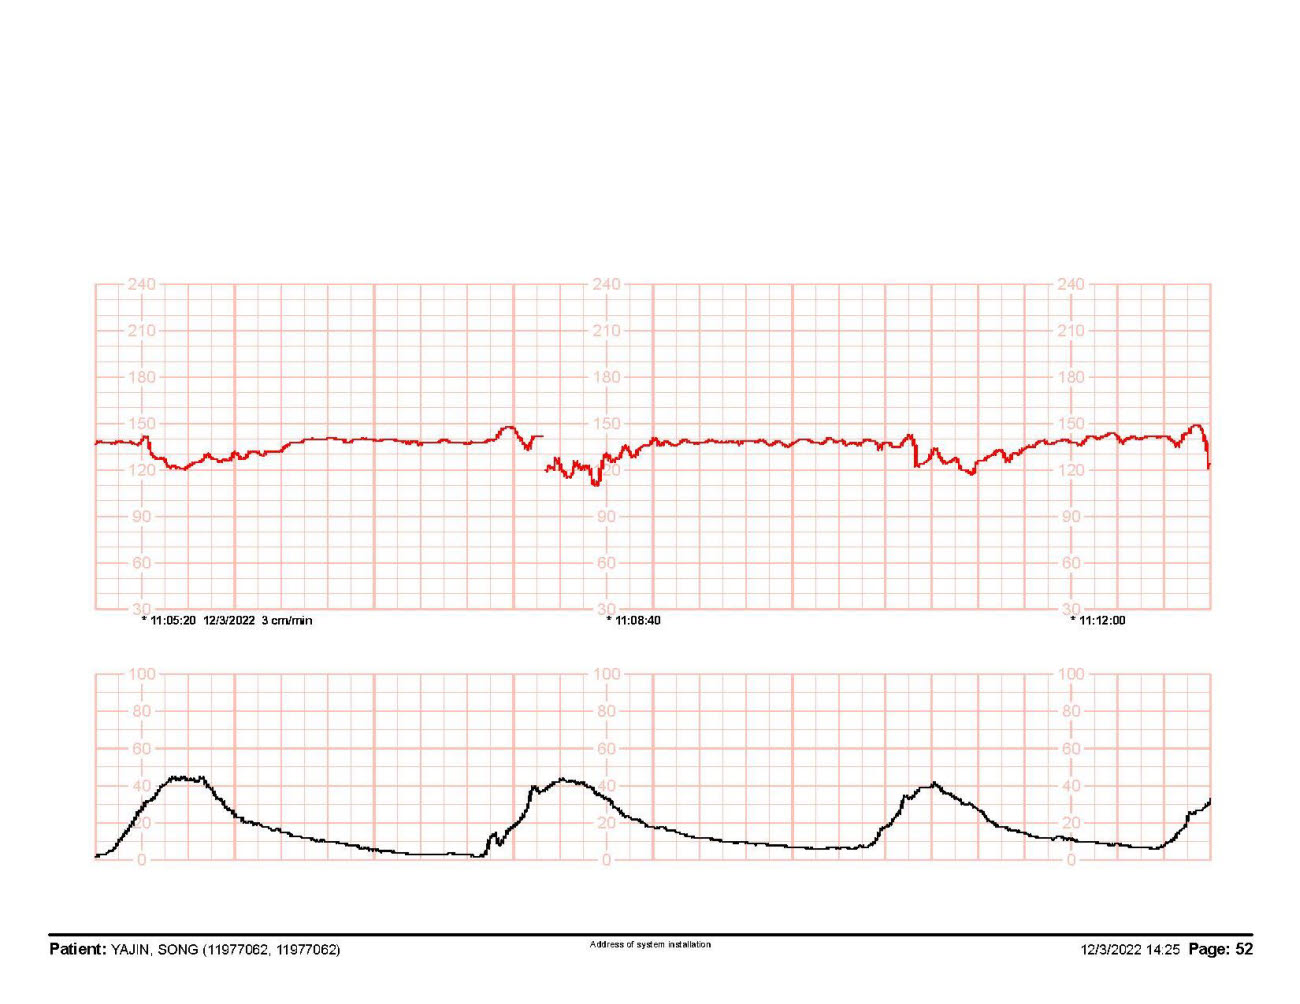 240 240 240
210 210 210
180 180 180
150 150 150
120 120 120
90 90 90
60 60 60
30 30 30
* 11:05:20 12/3/2022 3 cm/min * 11:08:40 * 11:12:00
100 100 100
80 80 80
60 60 60
40 40 40
20 20 20
0 0 0
Patient: YAJIN, SONG (11977062, 11977062) Address of system installation 12/3/2022 14:25 Page: 52